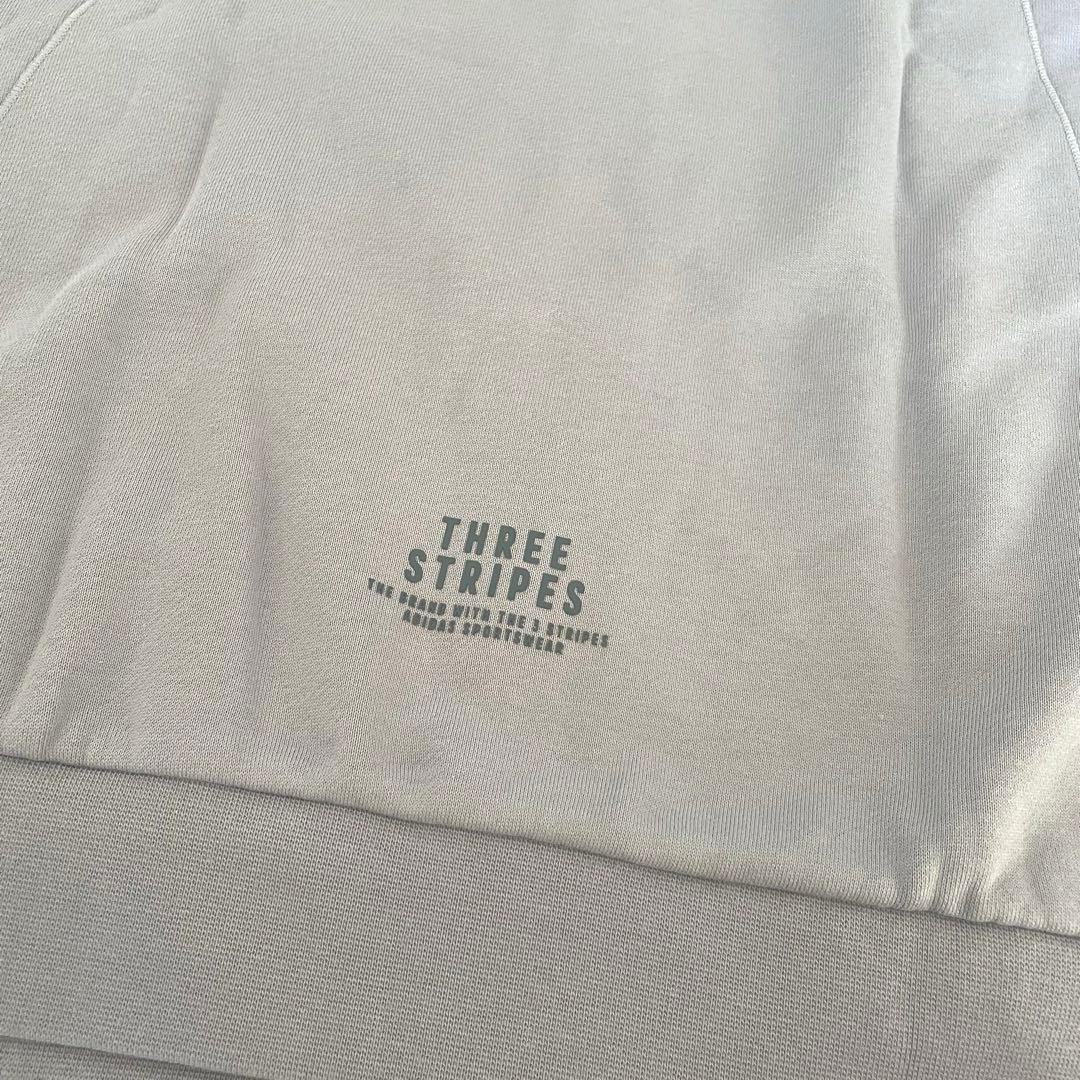 THREE
STRIPES
THE BRAND WITH THE 3 STRIPES
ADIDAS SPORTSWEAR